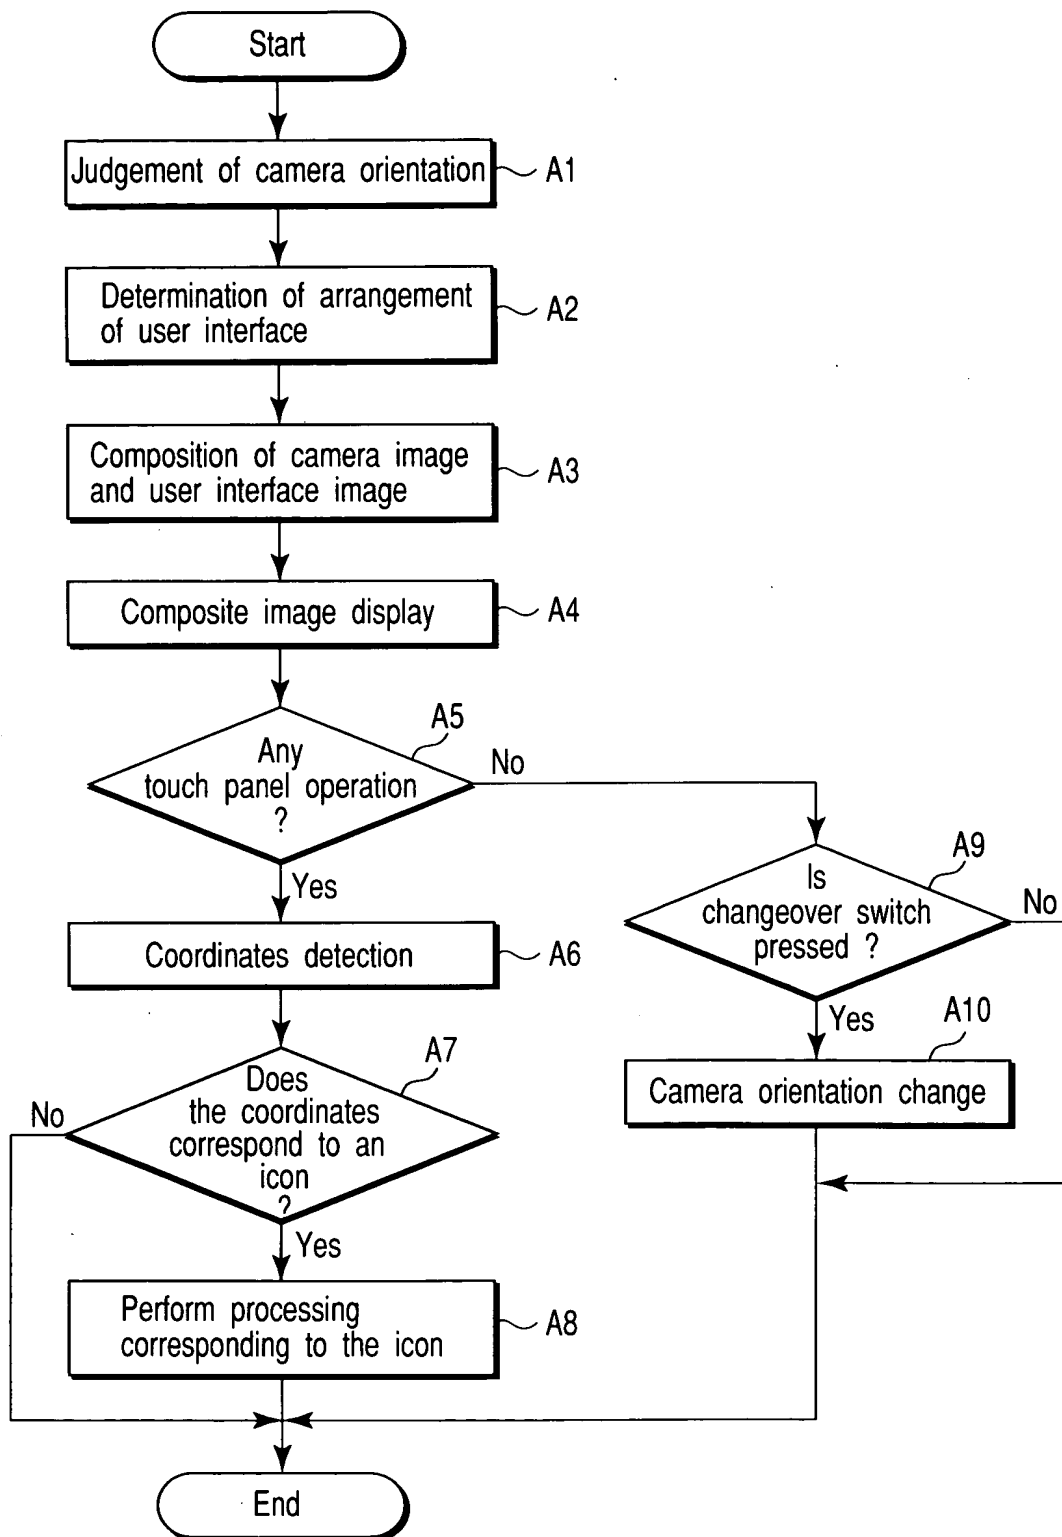 Start
Judgement of camera orientation
A1
Determination of arrangement
of user interface
A2
Composition of camera image
and user interface image
A3
Composite image display
A4
A5
Any
touch panel operation
?
No
Yes
Coordinates detection
A6
A7
Does
the coordinates
correspond to an
icon
?
No
Yes
Perform processing
corresponding to the icon
A8
A9
Is
changeover switch
pressed ?
No
Yes
A10
Camera orientation change
End